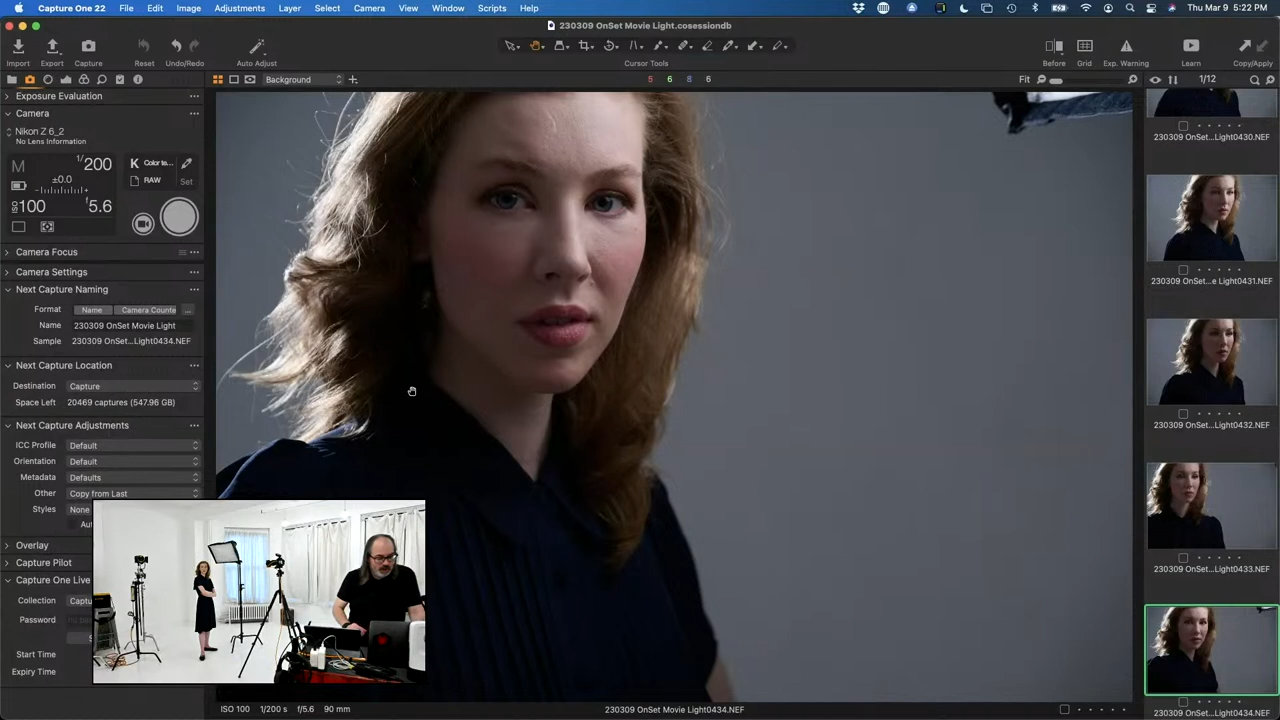 Capture One 22 File Edit Image Adjustments Layer Select Camera View Window Scripts Help Thu Mar 9 5:22 PM
230309 OnSet Movie Light.cosessiondb
Import Export Capture Reset Undo/Redo Auto Adjust Cursor Tools Before Grid Exp. Warning Learn Copy/Apply
Background 5 6 8 6 Fit 1/12
Exposure Evaluation
Camera
Nikon Z 6_2
No Lens Information
M 1/200 K Color te...
±0.0 RAW Set
ISO 100 f5.6
Camera Focus
Camera Settings
Next Capture Naming
Format Name Camera Counte ...
Name 230309 OnSet Movie Light
Sample 230309 OnSet...Light0434.NEF
Next Capture Location
Destination Capture
Space Left 20469 captures (547.96 GB)
Next Capture Adjustments
ICC Profile Default
Orientation Default
Metadata Defaults
Other Copy from Last
Styles None
Au
Overlay
Capture Pilot
Capture One Live
Collection Captu
Password
S
Start Time
Expiry Time
230309 OnSet...Light0430.NEF
230309 OnSet...e Light0431.NEF
230309 OnSet...Light0432.NEF
230309 OnSet...Light0433.NEF
230309 OnSet...Light0434.NEF
ISO 100 1/200 s f/5.6 90 mm 230309 OnSet Movie Light0434.NEF